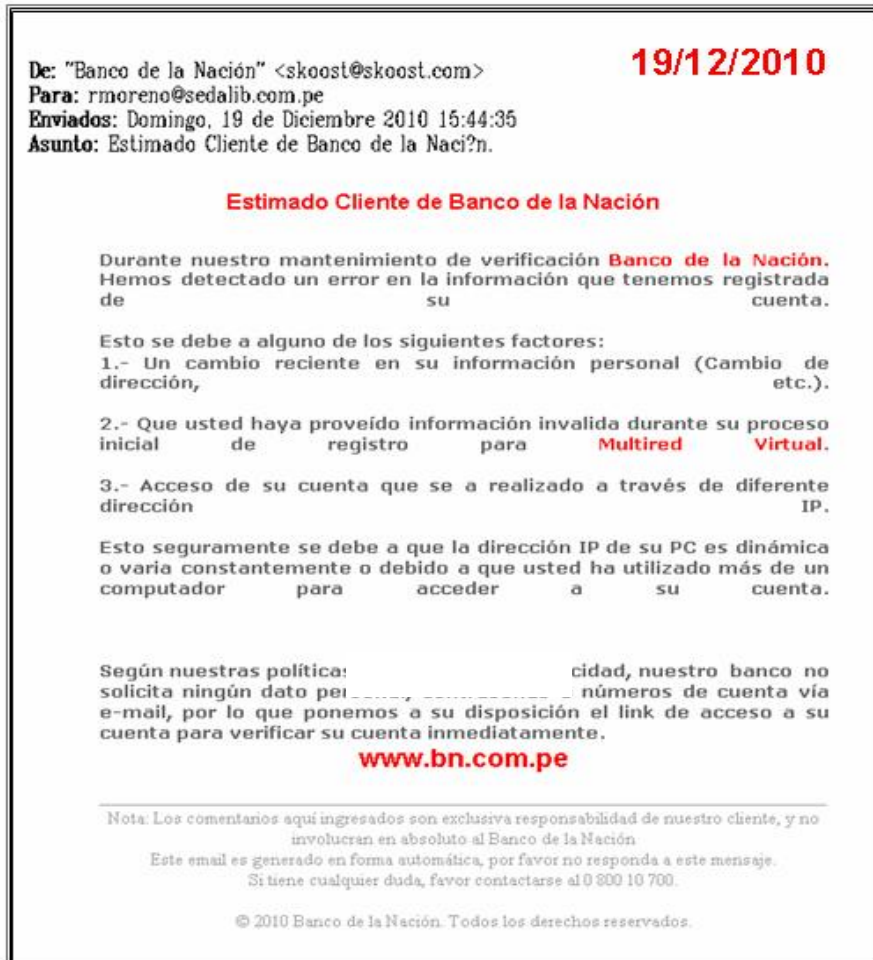 19/12/2010
De: "Banco de la Nación" <skoost@skoost.com>
Para: rmoreno@sedalib.com.pe
Enviados: Domingo, 19 de Diciembre 2010 15:44:35
Asunto: Estimado Cliente de Banco de la Naci?n.
Estimado Cliente de Banco de la Nación
Durante nuestro mantenimiento de verificación Banco de la Nación.
Hemos detectado un error en la información que tenemos registrada
de su cuenta.
Esto se debe a alguno de los siguientes factores:
1.- Un cambio reciente en su información personal (Cambio de
dirección, etc.).
2.- Que usted haya proveído información invalida durante su proceso
inicial de registro para Multired Virtual.
3.- Acceso de su cuenta que se a realizado a través de diferente
dirección IP.
Esto seguramente se debe a que la dirección IP de su PC es dinámica
o varia constantemente o debido a que usted ha utilizado más de un
computador para acceder a su cuenta.
Según nuestras políticas cidad, nuestro banco no
solicita ningún dato números de cuenta vía
e-mail, por lo que ponemos a su disposición el link de acceso a su
cuenta para verificar su cuenta inmediatamente.
www.bn.com.pe
Nota: Los comentarios aquí ingresados son exclusiva responsabilidad de nuestro cliente, y no
involucran en absoluto al Banco de la Nación
Este email es generado en forma automática, por favor no responda a este mensaje.
Si tiene cualquier duda, favor contactarse al 0 800 10 700.
© 2010 Banco de la Nación. Todos los derechos reservados.